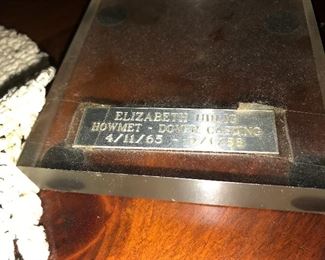 ELIZABETH
HOWMET - DOVER CASTING
4/11/65 -